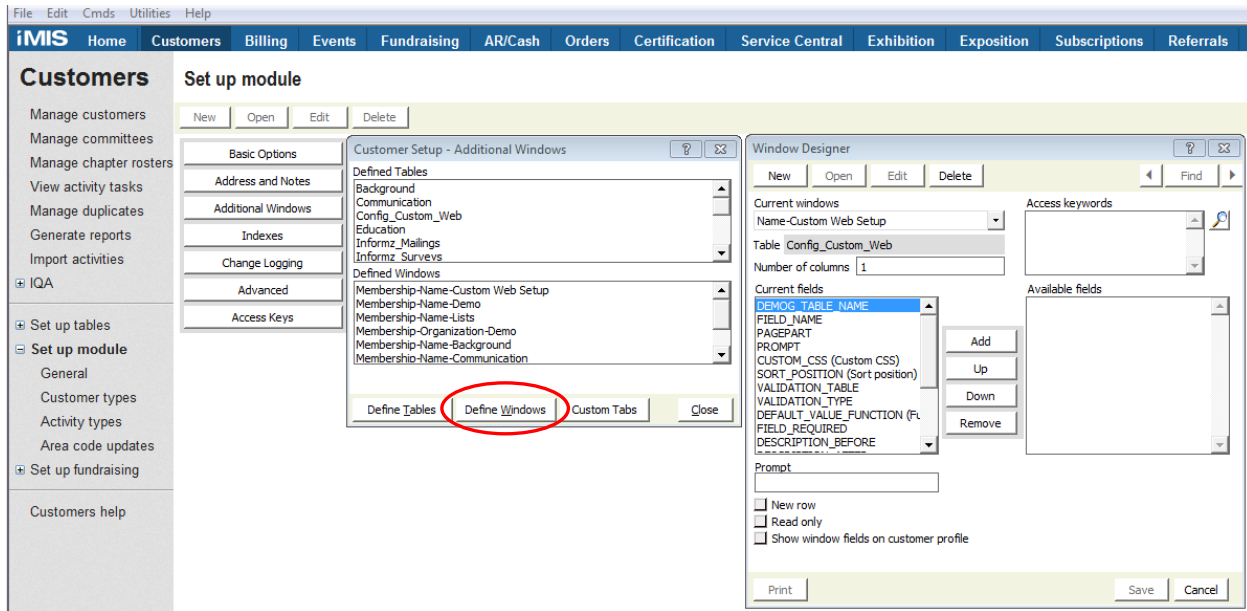 File Edit Cmds Utilities Help
iMIS Home Customers Billing Events Fundraising AR/Cash Orders Certification Service Central Exhibition Exposition Subscriptions Referrals
Customers
Manage customers
Manage committees
Manage chapter rosters
View activity tasks
Manage duplicates
Generate reports
Import activities
IQA
Set up tables
Set up module
General
Customer types
Activity types
Area code updates
Set up fundraising
Customers help
Set up module
New Open Edit Delete
Basic Options
Address and Notes
Additional Windows
Indexes
Change Logging
Advanced
Access Keys
Customer Setup - Additional Windows
Defined Tables
Background
Communication
Config_Custom_Web
Education
Informz_Mailings
Informz_Surveys
Defined Windows
Membership-Name-Custom Web Setup
Membership-Name-Demo
Membership-Name-Lists
Membership-Organization-Demo
Membership-Name-Background
Membership-Name-Communication
Define Tables Define Windows Custom Tabs Close
Window Designer
New Open Edit Delete Find
Current windows
Name-Custom Web Setup
Table Config_Custom_Web
Number of columns 1
Access keywords
Current fields
DEMOG_TABLE_NAME
FIELD_NAME
PAGEPART
PROMPT
CUSTOM_CSS (Custom CSS)
SORT_POSITION (Sort position)
VALIDATION_TABLE
VALIDATION_TYPE
DEFAULT_VALUE_FUNCTION (Fu
FIELD_REQUIRED
DESCRIPTION_BEFORE
Add
Up
Down
Remove
Available fields
Prompt
New row
Read only
Show window fields on customer profile
Print Save Cancel